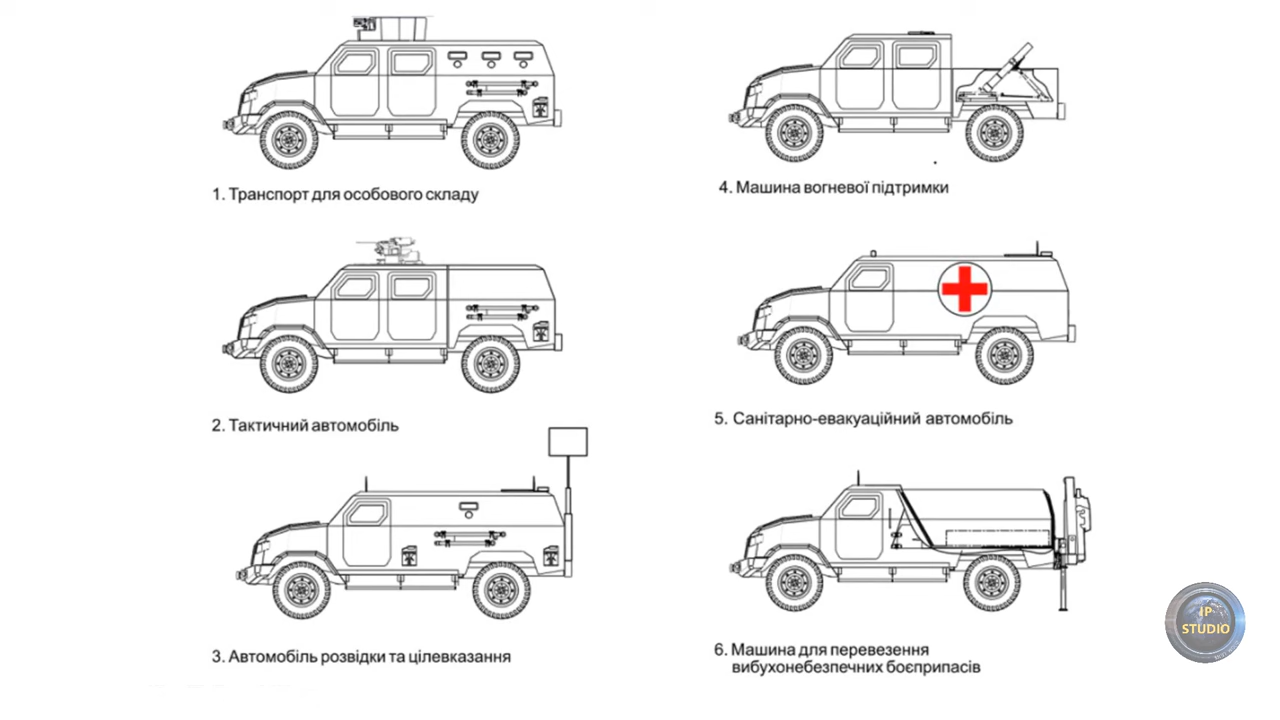 1. Транспорт для особового складу
2. Тактичний автомобіль
3. Автомобіль розвідки та цілевказання
4. Машина вогневої підтримки
5. Санітарно-евакуаційний автомобіль
6. Машина для перевезення
вибухонебезпечних боєприпасів
IP
STUDIO